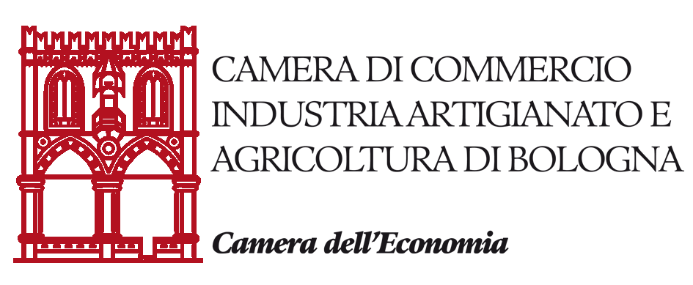 CAMERA DI COMMERCIO
INDUSTRIA ARTIGIANATO E
AGRICOLTURA DI BOLOGNA
Camera dell'Economia